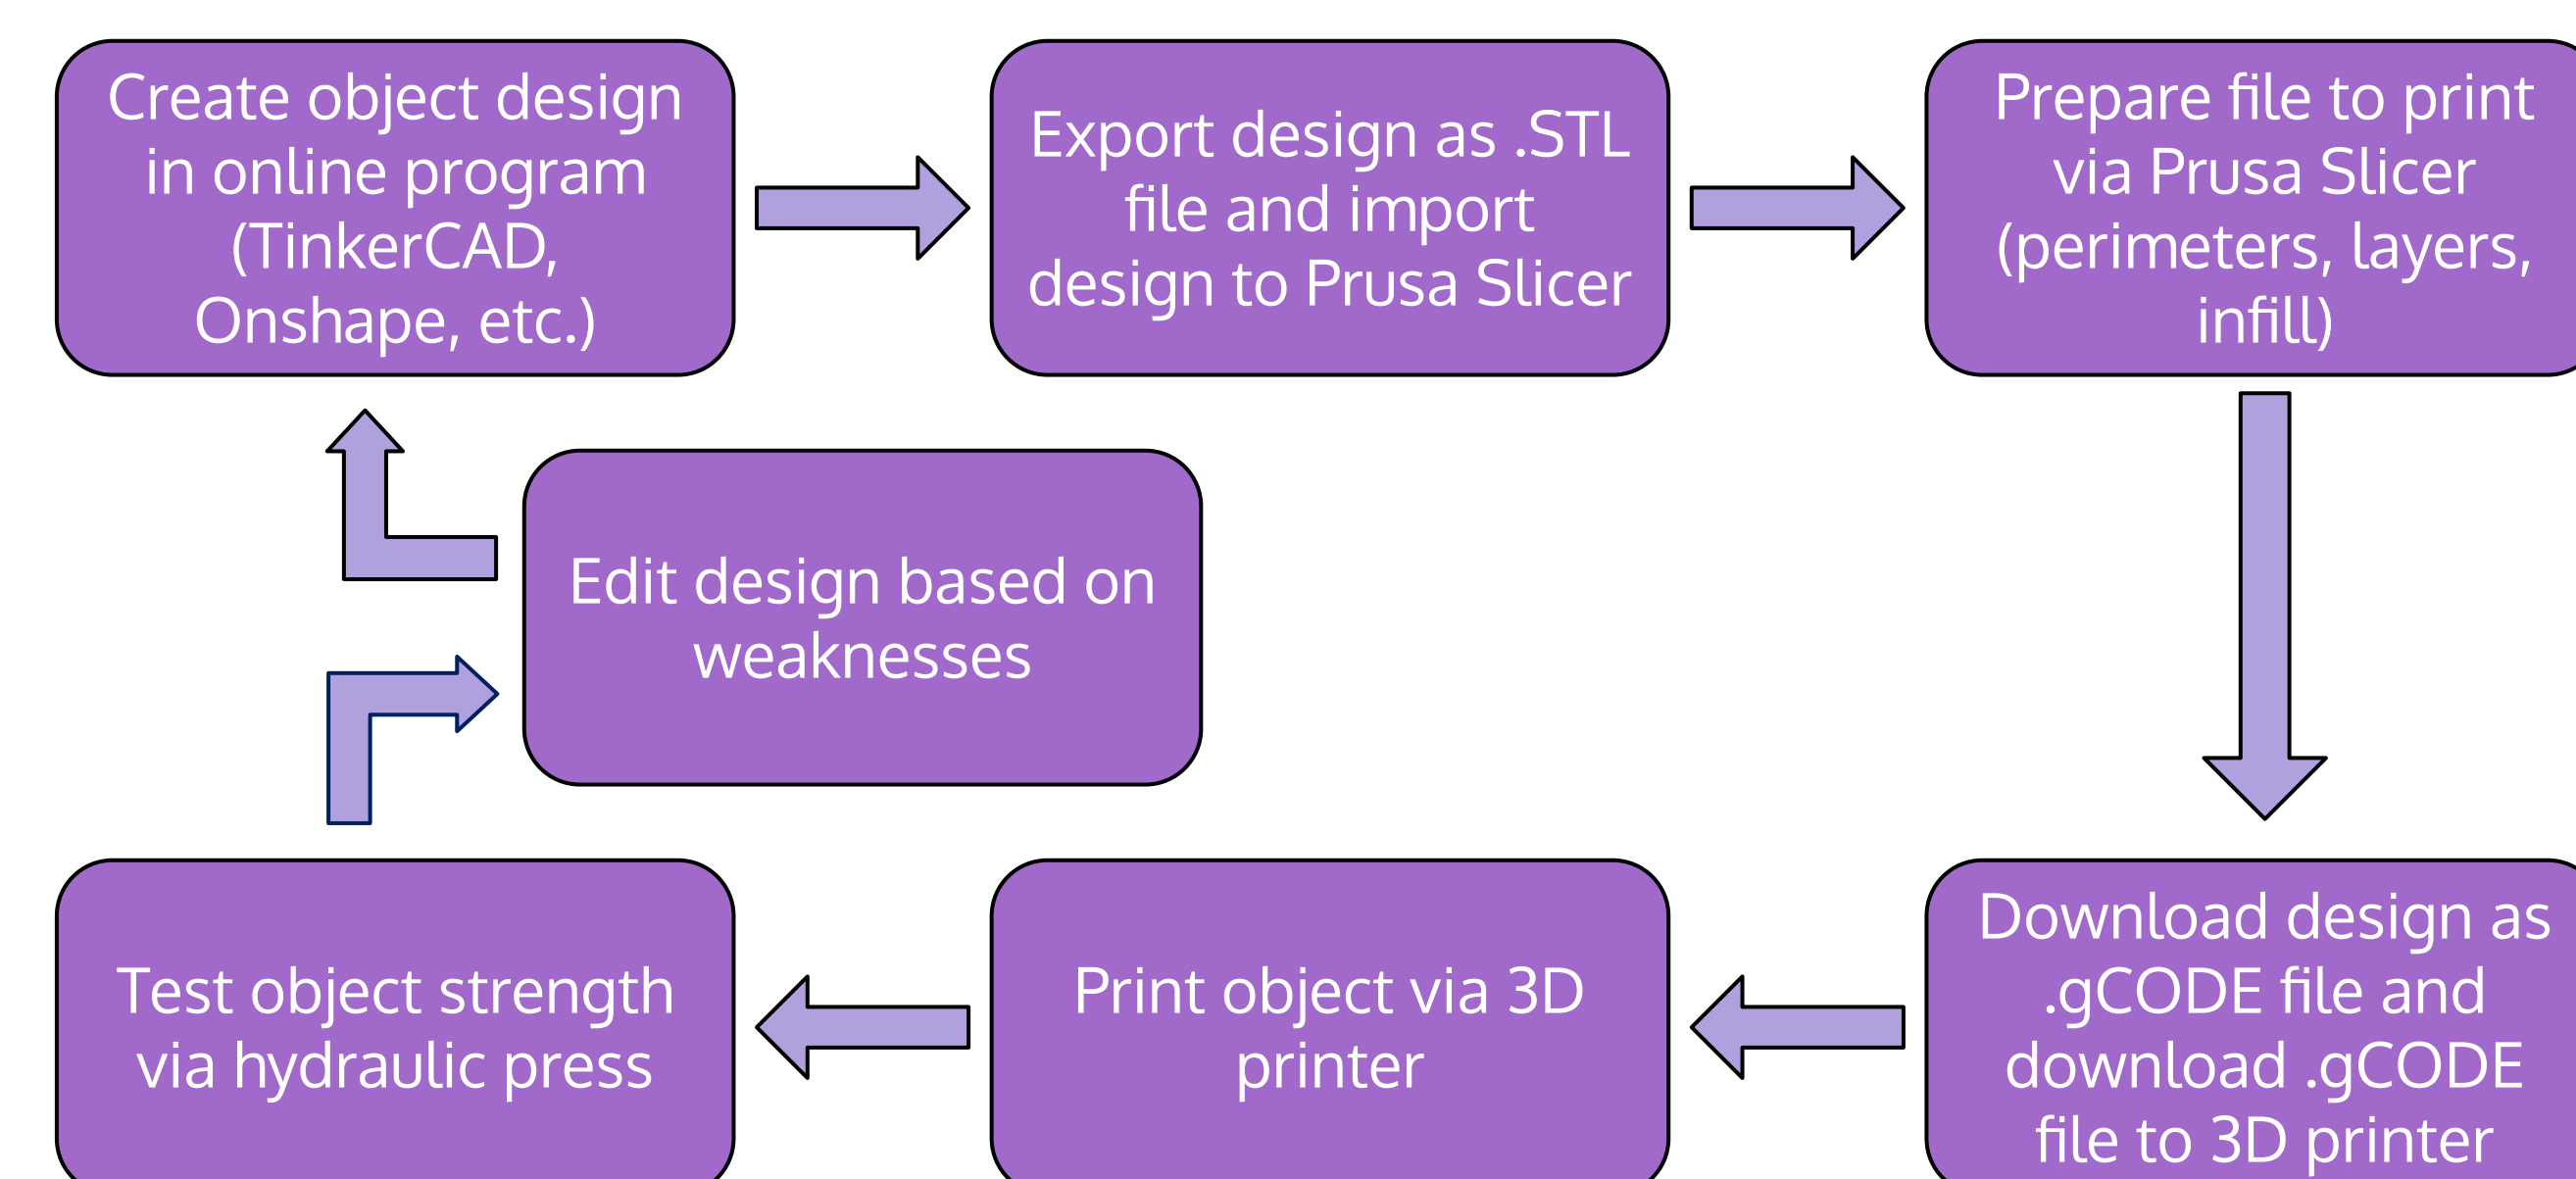 Create object design
in online program
(TinkerCAD,
Onshape, etc.)
Export design as .STL
file and import
design to Prusa Slicer
Prepare file to print
via Prusa Slicer
(perimeters, layers,
infill)
Edit design based on
weaknesses
Test object strength
via hydraulic press
Print object via 3D
printer
Download design as
.gCODE file and
download .gCODE
file to 3D printer